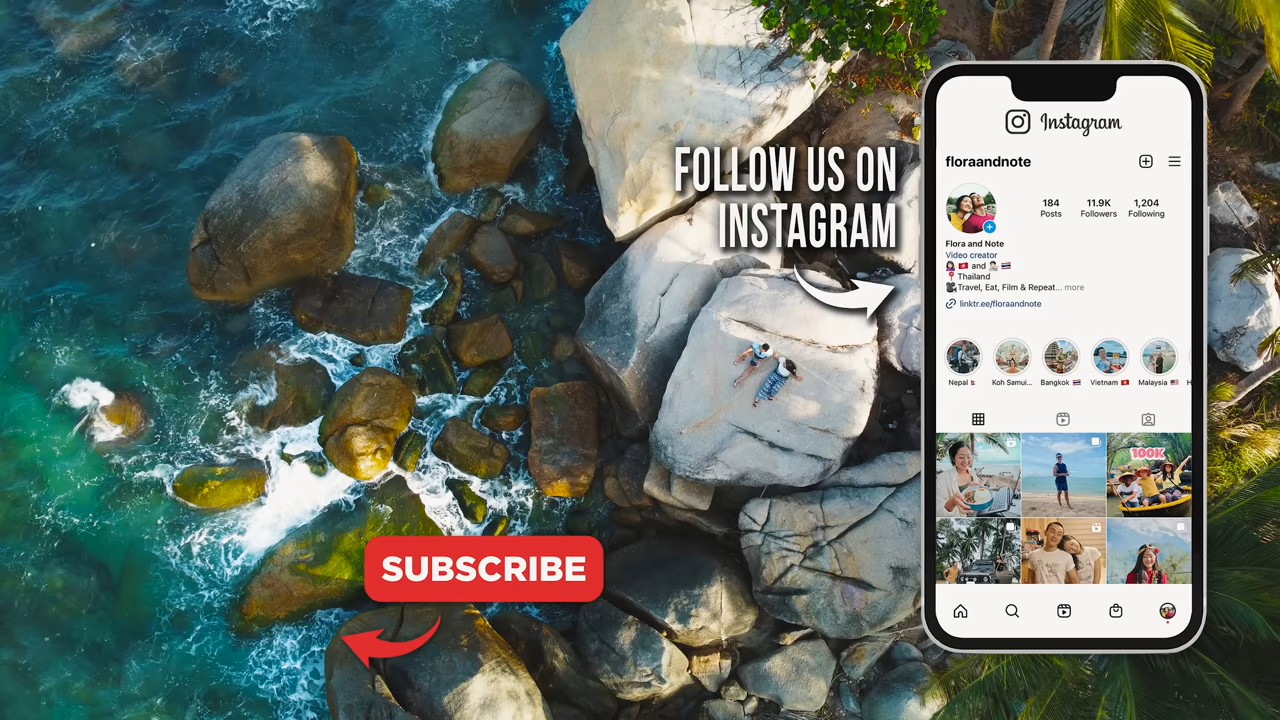 FOLLOW US ON
INSTAGRAM
SUBSCRIBE
Instagram
floraandnote
184 11.9K 1,204
Posts Followers Following
Flora and Note
Video creator
🙋🏻‍♀️ 🇻🇳 and 🙋🏻‍♂️ 🇹🇭
📍 Thailand
🎥Travel, Eat, Film & Repeat... more
linktr.ee/floraandnote
Nepal 🇳🇵 Koh Samui... Bangkok 🇹🇭 Vietnam 🇻🇳 Malaysia 🇲🇾 H
100K